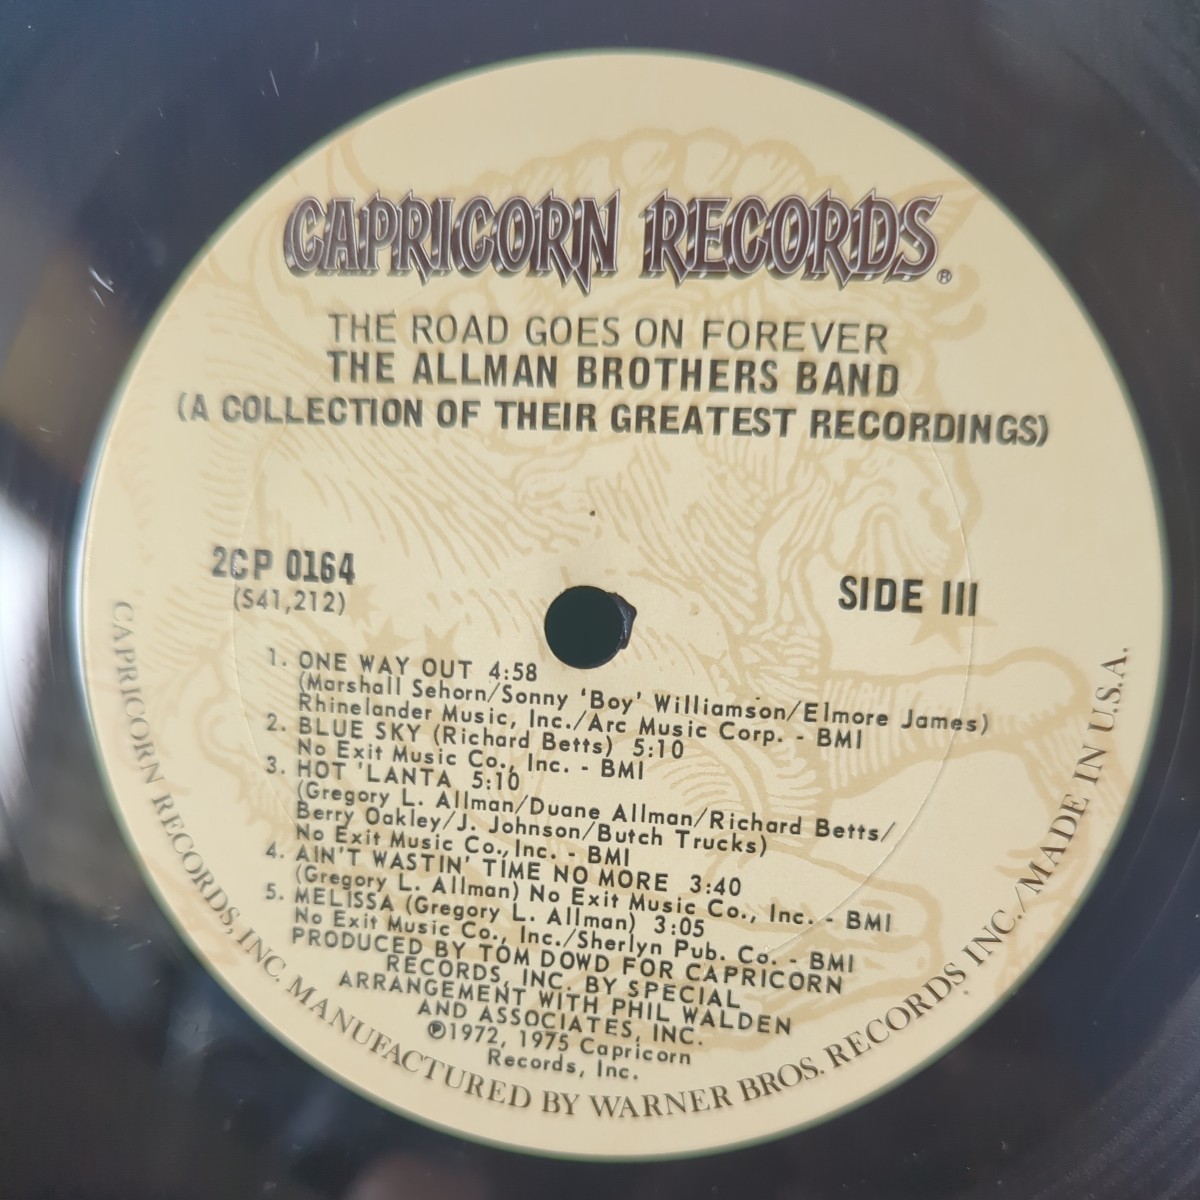 CAPRICORN RECORDS®
THE ROAD GOES ON FOREVER
THE ALLMAN BROTHERS BAND
(A COLLECTION OF THEIR GREATEST RECORDINGS)
2CP 0164
(S41,212)
SIDE III
1. ONE WAY OUT 4:58
(Marshall Sehorn/Sonny 'Boy' Williamson/Elmore James)
Rhinelander Music, Inc./Arc Music Corp. - BMI
2. BLUE SKY (Richard Betts) 5:10
No Exit Music Co., Inc. - BMI
3. HOT 'LANTA 5:10
(Gregory L. Allman/Duane Allman/Richard Betts/
Berry Oakley/J. Johnson/Butch Trucks)
No Exit Music Co., Inc. - BMI
4. AIN'T WASTIN' TIME NO MORE 3:40
(Gregory L. Allman) No Exit Music Co., Inc. - BMI
5. MELISSA (Gregory L. Allman) 3:05
No Exit Music Co., Inc./Sherlyn Pub. Co. - BMI
PRODUCED BY TOM DOWD FOR CAPRICORN
RECORDS, INC. BY SPECIAL
ARRANGEMENT WITH PHIL WALDEN
AND ASSOCIATES, INC.
℗1972, 1975 Capricorn
Records, Inc.
CAPRICORN RECORDS, INC. MANUFACTURED BY WARNER BROS. RECORDS INC./MADE IN U.S.A.